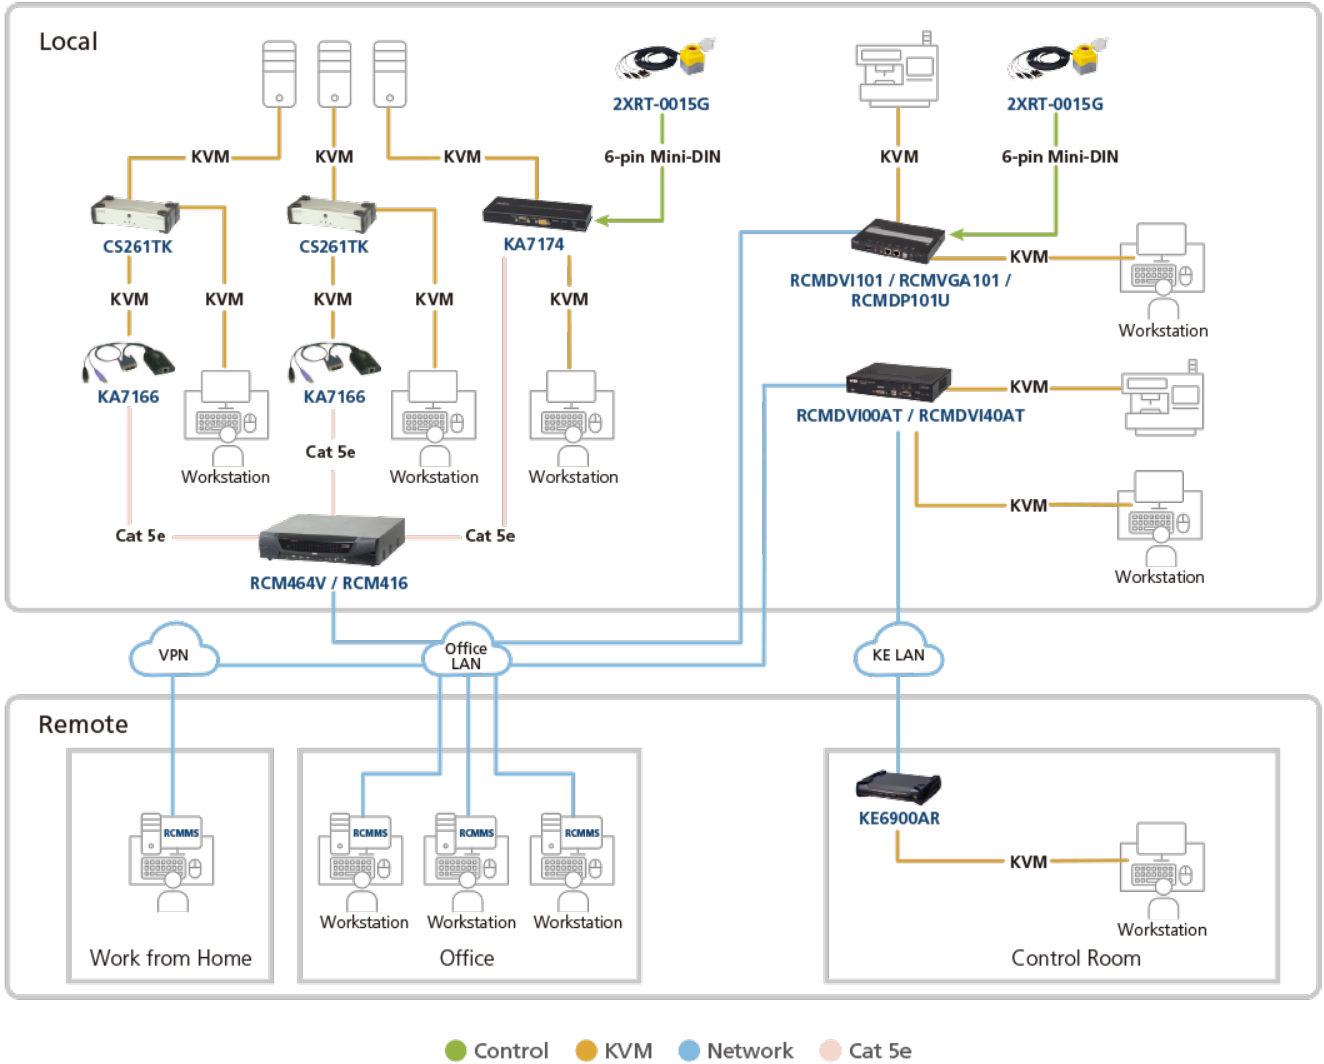 Local
2XRT-0015G
2XRT-0015G
KVM
KVM
KVM
6-pin Mini-DIN
KVM
6-pin Mini-DIN
CS261TK
CS261TK
KA7174
KVM
RCMDVI101 / RCMVGA101 /
RCMDP101U
KVM
KVM
KVM
KVM
KVM
Workstation
KA7166
KA7166
KVM
RCMDVI00AT / RCMDVI40AT
Cat 5e
Workstation
Workstation
Workstation
KVM
Cat 5e
Cat 5e
RCM464V / RCM416
Workstation
VPN
Office
LAN
KE LAN
Remote
KE6900AR
RCMMS
RCMMS
RCMMS
RCMMS
KVM
Workstation
Workstation
Workstation
Workstation
Work from Home
Office
Control Room
Control
KVM
Network
Cat 5e